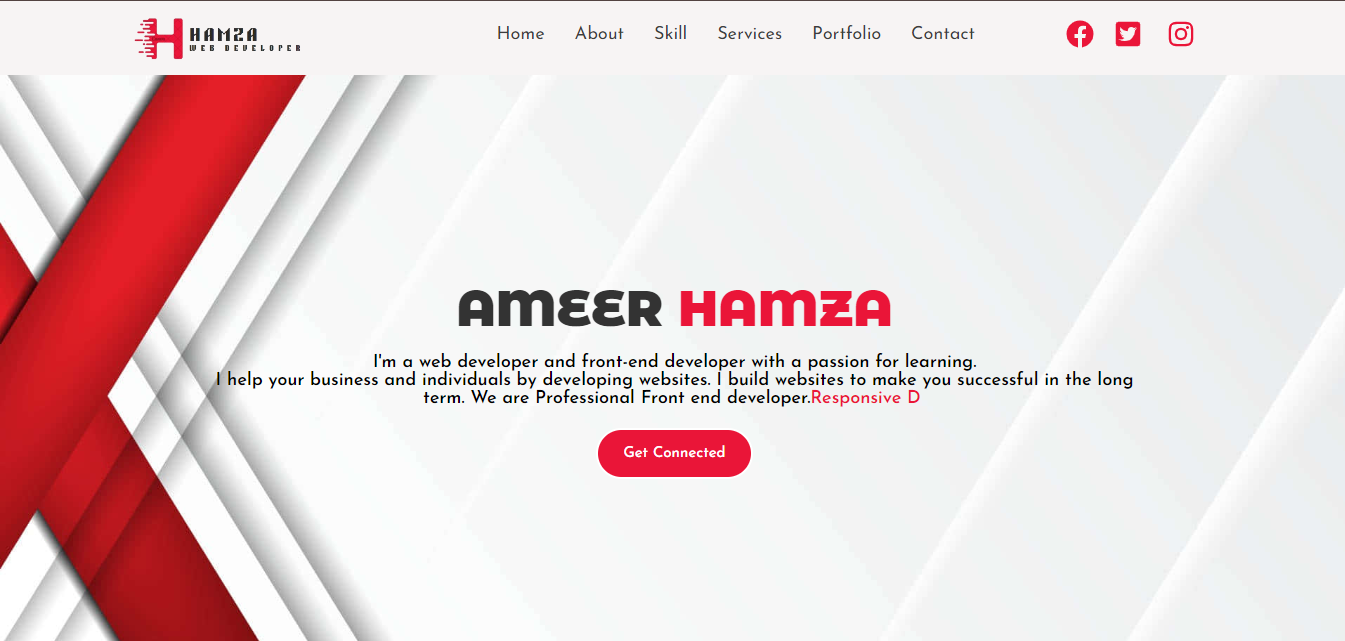 HAMZA
WEB DEVELOPER
Home About Skill Services Portfolio Contact
AMEER HAMZA
I'm a web developer and front-end developer with a passion for learning.
I help your business and individuals by developing websites. I build websites to make you successful in the long
term. We are Professional Front end developer.Responsive D
Get Connected